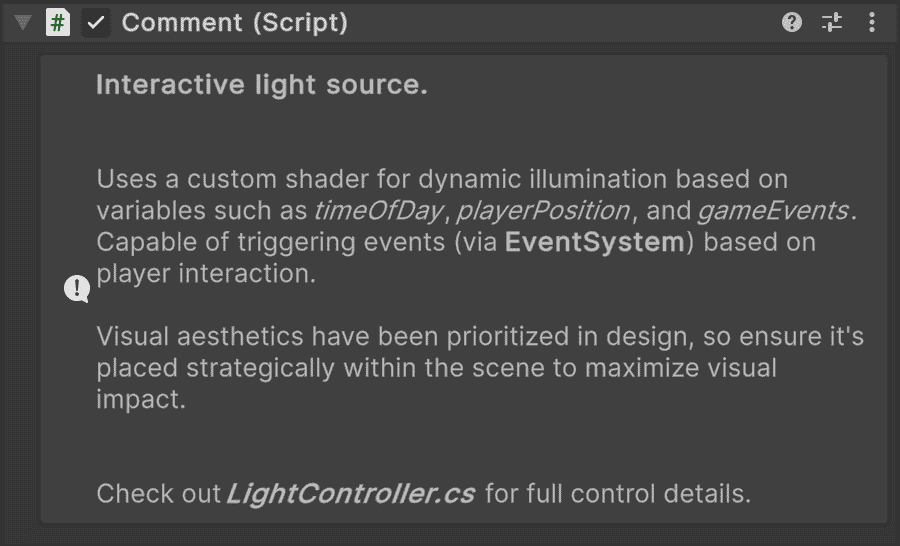 # Comment (Script)
Interactive light source.
Uses a custom shader for dynamic illumination based on
variables such as timeOfDay, playerPosition, and gameEvents.
Capable of triggering events (via EventSystem) based on
player interaction.
Visual aesthetics have been prioritized in design, so ensure it's
placed strategically within the scene to maximize visual
impact.
Check out LightController.cs for full control details.